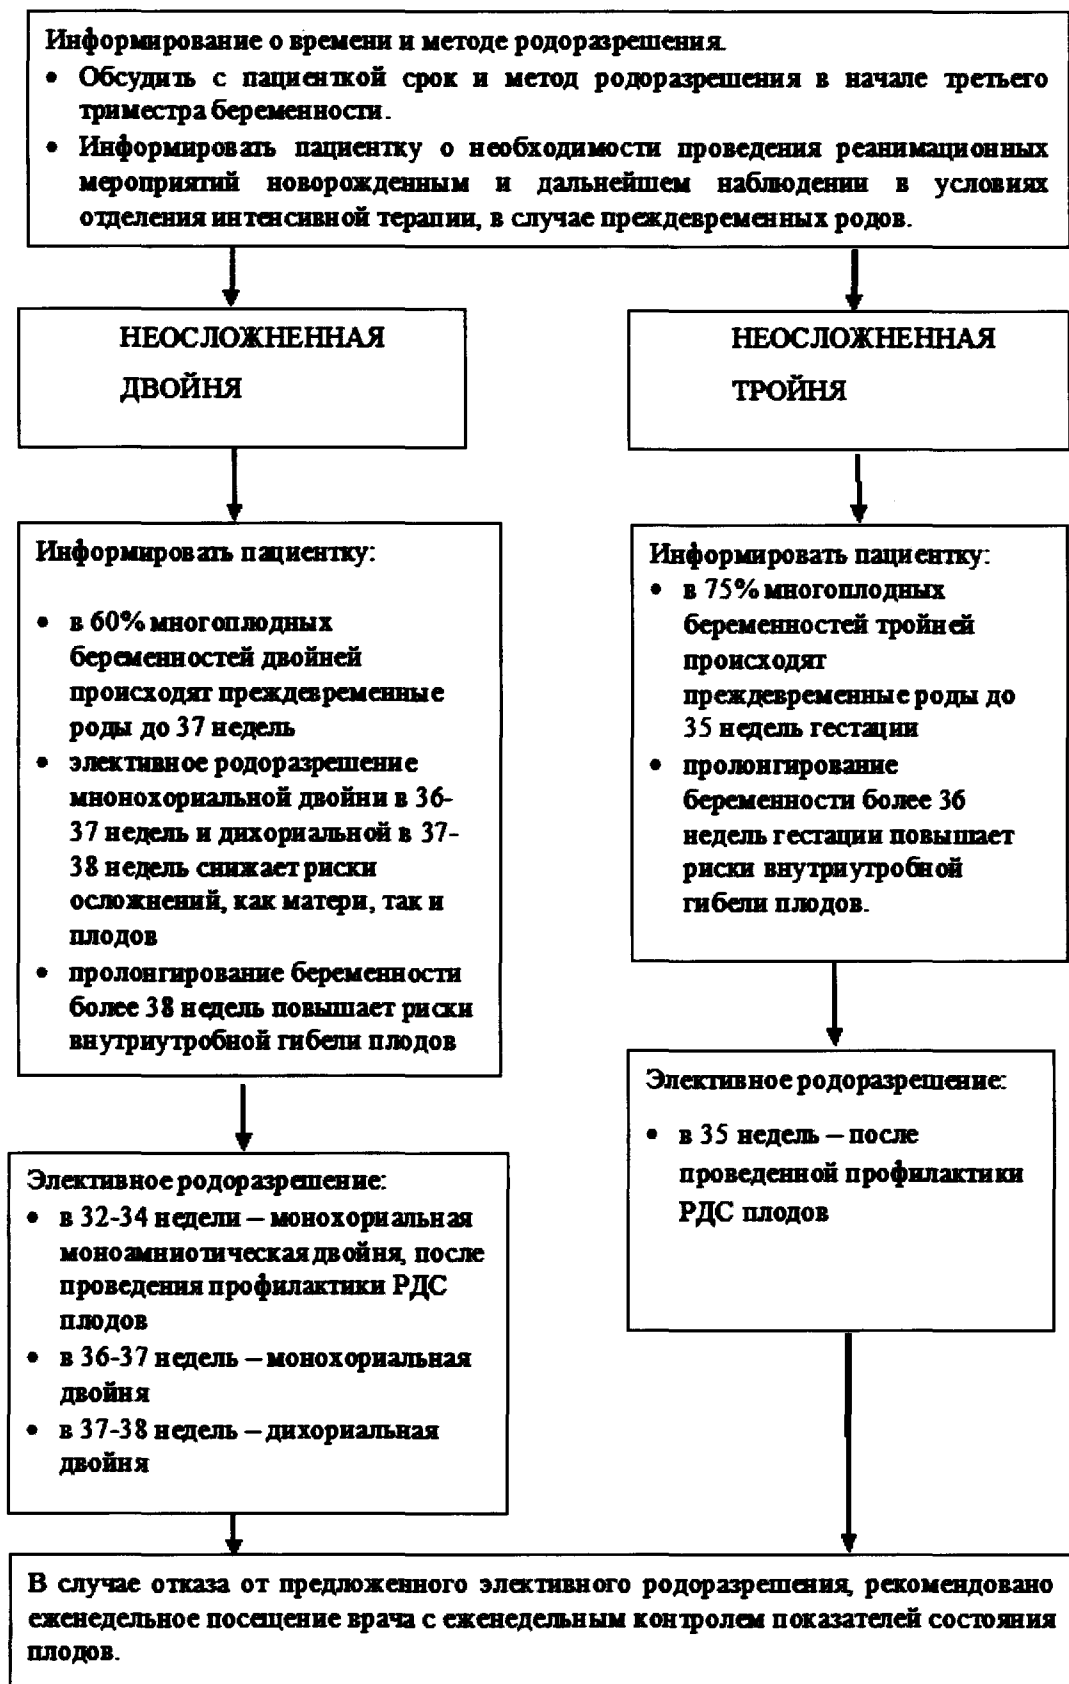 Информирование о времени и методе родоразрешения.
• Обсудить с пациенткой срок и метод родоразрешения в начале третьего
триместра беременности.
• Информировать пациентку о необходимости проведения реанимационных
мероприятий новорожденным и дальнейшем наблюдении в условиях
отделения интенсивной терапии, в случае преждевременных родов.
НЕОСЛОЖНЕННАЯ
ДВОЙНЯ
Информировать пациентку:
• в 60% многоплодных
беременностей двойней
происходят преждевременные
роды до 37 недель
• элективное родоразрешение
мнонохориальной двойни в 36-
37 недель и дихориальной в 37-
38 недель снижает риски
осложнений, как матери, так и
плодов
• пролонгирование беременности
более 38 недель повышает риски
внутриутробной гибели плодов
Элективное родоразрешение:
• в 32-34 недели – монохориальная
моноамниотическая двойня, после
проведения профилактики РДС
плодов
• в 36-37 недель – монохориальная
двойня
• в 37-38 недель – дихориальная
двойня
НЕОСЛОЖНЕННАЯ
ТРОЙНЯ
Информировать пациентку:
• в 75% многоплодных
беременностей тройней
происходят
преждевременные роды до
35 недель гестации
• пролонгирование
беременности более 36
недель гестации повышает
риски внутриутробной
гибели плодов.
Элективное родоразрешение:
• в 35 недель – после
проведенной профилактики
РДС плодов
В случае отказа от предложенного элективного родоразрешения, рекомендовано
еженедельное посещение врача с еженедельным контролем показателей состояния
плодов.